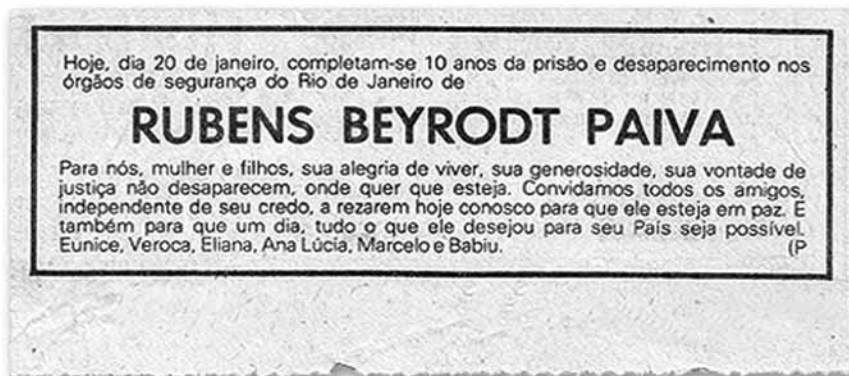 Hoje, dia 20 de janeiro, completam-se 10 anos da prisão e desaparecimento nos
órgãos de segurança do Rio de Janeiro de
RUBENS BEYRODT PAIVA
Para nós, mulher e filhos, sua alegria de viver, sua generosidade, sua vontade de
justiça não desaparecem, onde quer que esteja. Convidamos todos os amigos,
independente de seu credo, a rezarem hoje conosco para que ele esteja em paz. E
também para que um dia, tudo o que ele desejou para seu País seja possível.
Eunice, Veroca, Eliana, Ana Lúcia, Marcelo e Babiu. (P